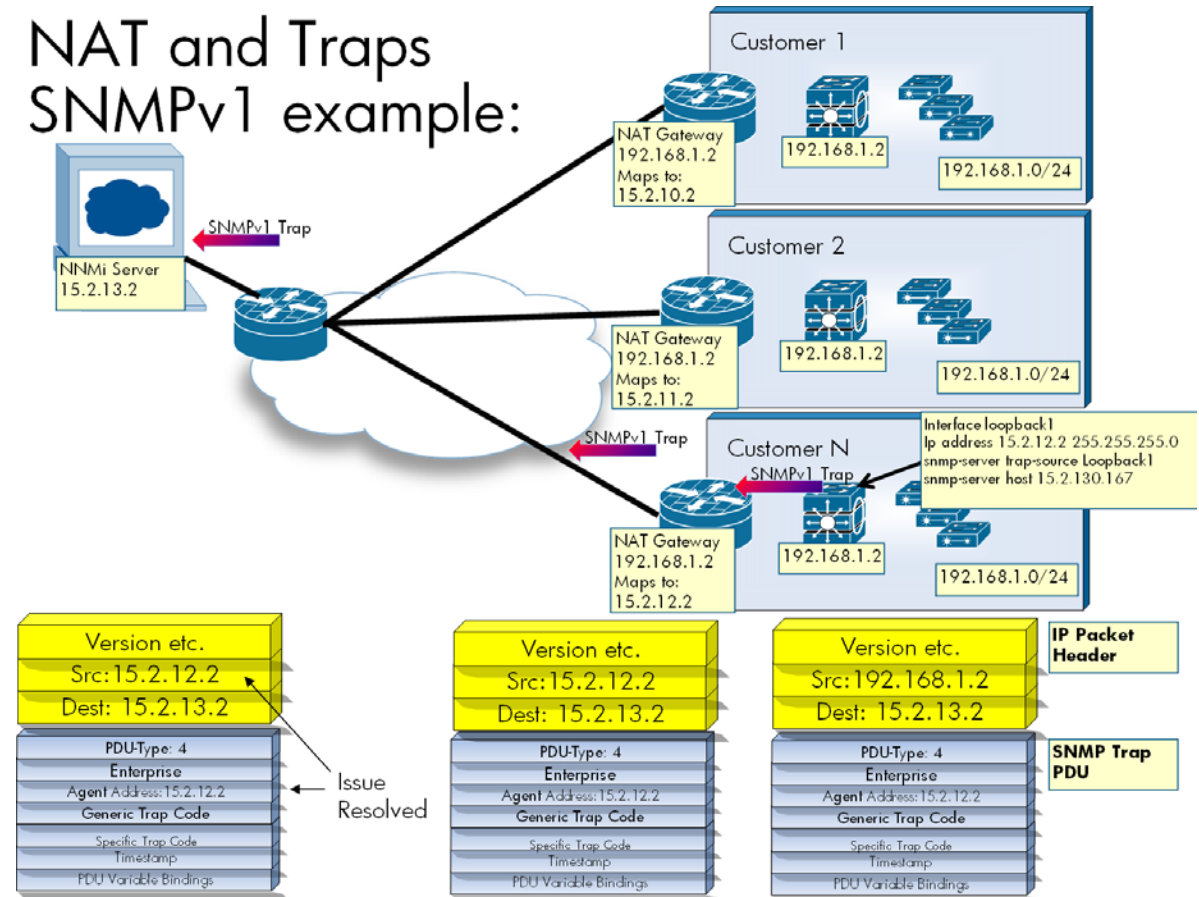 NAT and Traps
SNMPv1 example:
SNMPv1 Trap
NNMi Server
15.2.13.2
Customer 1
NAT Gateway
192.168.1.2
Maps to:
15.2.10.2
192.168.1.2
192.168.1.0/24
Customer 2
NAT Gateway
192.168.1.2
Maps to:
15.2.11.2
192.168.1.2
192.168.1.0/24
SNMPv1 Trap
Customer N
SNMPv1 Trap
Interface loopback1
Ip address 15.2.12.2 255.255.255.0
snmp-server trap-source Loopback1
snmp-server host 15.2.130.167
NAT Gateway
192.168.1.2
Maps to:
15.2.12.2
192.168.1.2
192.168.1.0/24
Version etc.
Src:15.2.12.2
Dest: 15.2.13.2
PDU-Type: 4
Enterprise
Agent Address:15.2.12.2
Generic Trap Code
Specific Trap Code
Timestamp
PDU Variable Bindings
Issue
Resolved
Version etc.
Src:15.2.12.2
Dest: 15.2.13.2
PDU-Type: 4
Enterprise
Agent Address:15.2.12.2
Generic Trap Code
Specific Trap Code
Timestamp
PDU Variable Bindings
Version etc.
Src:192.168.1.2
Dest: 15.2.13.2
PDU-Type: 4
Enterprise
Agent Address:15.2.12.2
Generic Trap Code
Specific Trap Code
Timestamp
PDU Variable Bindings
IP Packet
Header
SNMP Trap
PDU